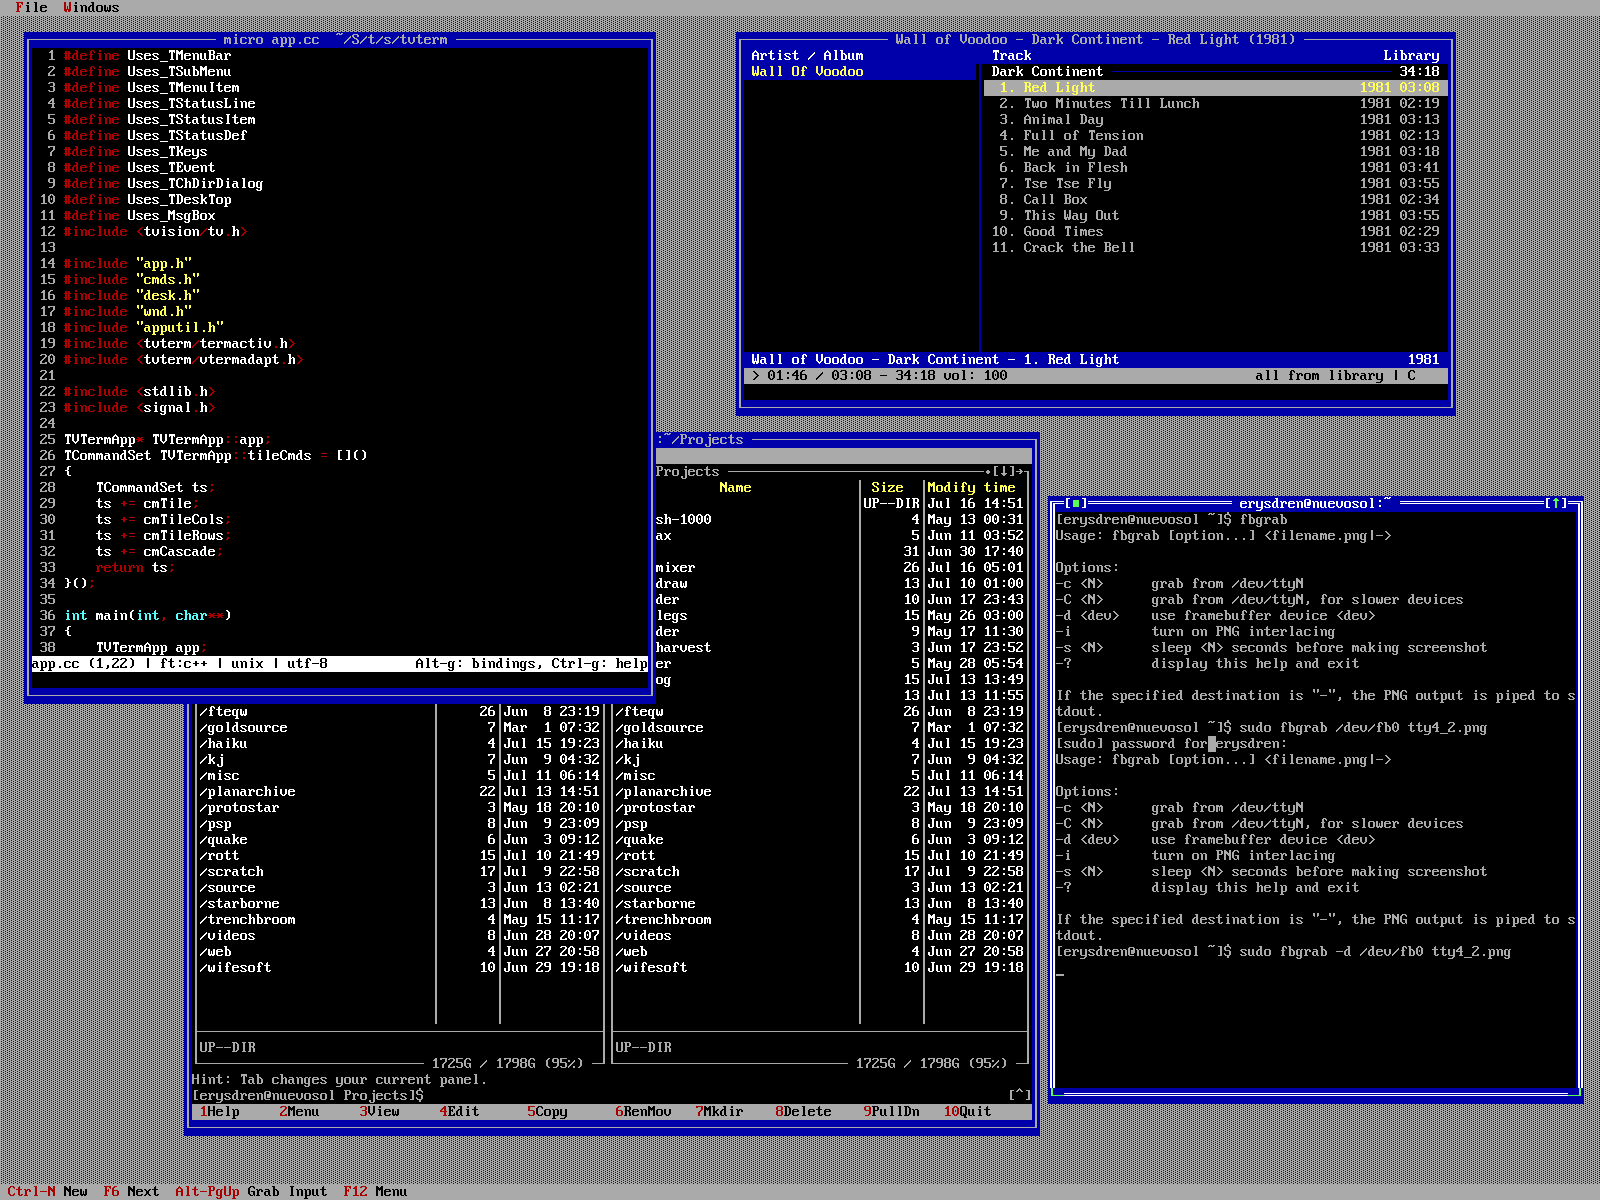 File  Windows
micro app.cc  ~/S/t/s/tvterm
1 #define Uses_TMenuBar
2 #define Uses_TSubMenu
3 #define Uses_TMenuItem
4 #define Uses_TStatusLine
5 #define Uses_TStatusItem
6 #define Uses_TStatusDef
7 #define Uses_TKeys
8 #define Uses_TEvent
9 #define Uses_TChDirDialog
10 #define Uses_TDeskTop
11 #define Uses_MsgBox
12 #include <tvision/tv.h>
13
14 #include "app.h"
15 #include "cmds.h"
16 #include "desk.h"
17 #include "wnd.h"
18 #include "apputil.h"
19 #include <tvterm/termactiv.h>
20 #include <tvterm/vtermadapt.h>
21
22 #include <stdlib.h>
23 #include <signal.h>
24
25 TVTermApp* TVTermApp::app;
26 TCommandSet TVTermApp::tileCmds = []()
27 {
28     TCommandSet ts;
29     ts += cmTile;
30     ts += cmTileCols;
31     ts += cmTileRows;
32     ts += cmCascade;
33     return ts;
34 }();
35
36 int main(int, char**)
37 {
38     TVTermApp app;
app.cc (1,22) | ft:c++ | unix | utf-8           Alt-g: bindings, Ctrl-g: help
Wall of Voodoo - Dark Continent - Red Light (1981)
Artist / Album
Wall Of Voodoo
Track Library
Dark Continent 34:18
1. Red Light 1981 03:08
2. Two Minutes Till Lunch 1981 02:19
3. Animal Day 1981 03:13
4. Full of Tension 1981 02:13
5. Me and My Dad 1981 03:18
6. Back in Flesh 1981 03:41
7. Tse Tse Fly 1981 03:55
8. Call Box 1981 02:34
9. This Way Out 1981 03:55
10. Good Times 1981 02:29
11. Crack the Bell 1981 03:33
Wall of Voodoo - Dark Continent - 1. Red Light 1981
> 01:46 / 03:08 - 34:18 vol: 100 all from library | C
:~/Projects
Projects .[↓]→
Name Size Modify time
UP--DIR Jul 16 14:51
sh-1000 4 May 13 00:31
ax 5 Jun 11 03:52
31 Jun 30 17:40
mixer 26 Jul 16 05:01
draw 13 Jul 10 01:00
der 10 Jun 17 23:43
legs 15 May 26 03:00
der 9 May 17 11:30
harvest 3 Jun 17 23:52
er 5 May 28 05:54
og 15 Jul 13 13:49
13 Jul 13 11:55
/fteqw 26 Jun  8 23:19 /fteqw 26 Jun  8 23:19
/goldsource 7 Mar  1 07:32 /goldsource 7 Mar  1 07:32
/haiku 4 Jul 15 19:23 /haiku 4 Jul 15 19:23
/kj 7 Jun  9 04:32 /kj 7 Jun  9 04:32
/misc 5 Jul 11 06:14 /misc 5 Jul 11 06:14
/planarchive 22 Jul 13 14:51 /planarchive 22 Jul 13 14:51
/protostar 3 May 18 20:10 /protostar 3 May 18 20:10
/psp 8 Jun  9 23:09 /psp 8 Jun  9 23:09
/quake 6 Jun  3 09:12 /quake 6 Jun  3 09:12
/rott 15 Jul 10 21:49 /rott 15 Jul 10 21:49
/scratch 17 Jul  9 22:58 /scratch 17 Jul  9 22:58
/source 3 Jun 13 02:21 /source 3 Jun 13 02:21
/starborne 13 Jun  8 13:40 /starborne 13 Jun  8 13:40
/trenchbroom 4 May 15 11:17 /trenchbroom 4 May 15 11:17
/videos 8 Jun 28 20:07 /videos 8 Jun 28 20:07
/web 4 Jun 27 20:58 /web 4 Jun 27 20:58
/wifesoft 10 Jun 29 19:18 /wifesoft 10 Jun 29 19:18
UP--DIR UP--DIR
1725G / 1798G (95%) 1725G / 1798G (95%)
Hint: Tab changes your current panel.
[erysdren@nuevosol Projects]$ [^]
1Help 2Menu 3View 4Edit 5Copy 6RenMov 7Mkdir 8Delete 9PullDn 10Quit
[■] erysdren@nuevosol:~ [↑]
[erysdren@nuevosol ~]$ fbgrab
Usage: fbgrab [option...] <filename.png|->

Options:
-c <N>      grab from /dev/ttyN
-C <N>      grab from /dev/ttyN, for slower devices
-d <dev>    use framebuffer device <dev>
-i          turn on PNG interlacing
-s <N>      sleep <N> seconds before making screenshot
-?          display this help and exit

If the specified destination is "-", the PNG output is piped to s
tdout.
[erysdren@nuevosol ~]$ sudo fbgrab /dev/fb0 tty4_2.png
[sudo] password for erysdren:
Usage: fbgrab [option...] <filename.png|->

Options:
-c <N>      grab from /dev/ttyN
-C <N>      grab from /dev/ttyN, for slower devices
-d <dev>    use framebuffer device <dev>
-i          turn on PNG interlacing
-s <N>      sleep <N> seconds before making screenshot
-?          display this help and exit

If the specified destination is "-", the PNG output is piped to s
tdout.
[erysdren@nuevosol ~]$ sudo fbgrab -d /dev/fb0 tty4_2.png
_
Ctrl-N New  F6 Next  Alt-PgUp Grab Input  F12 Menu